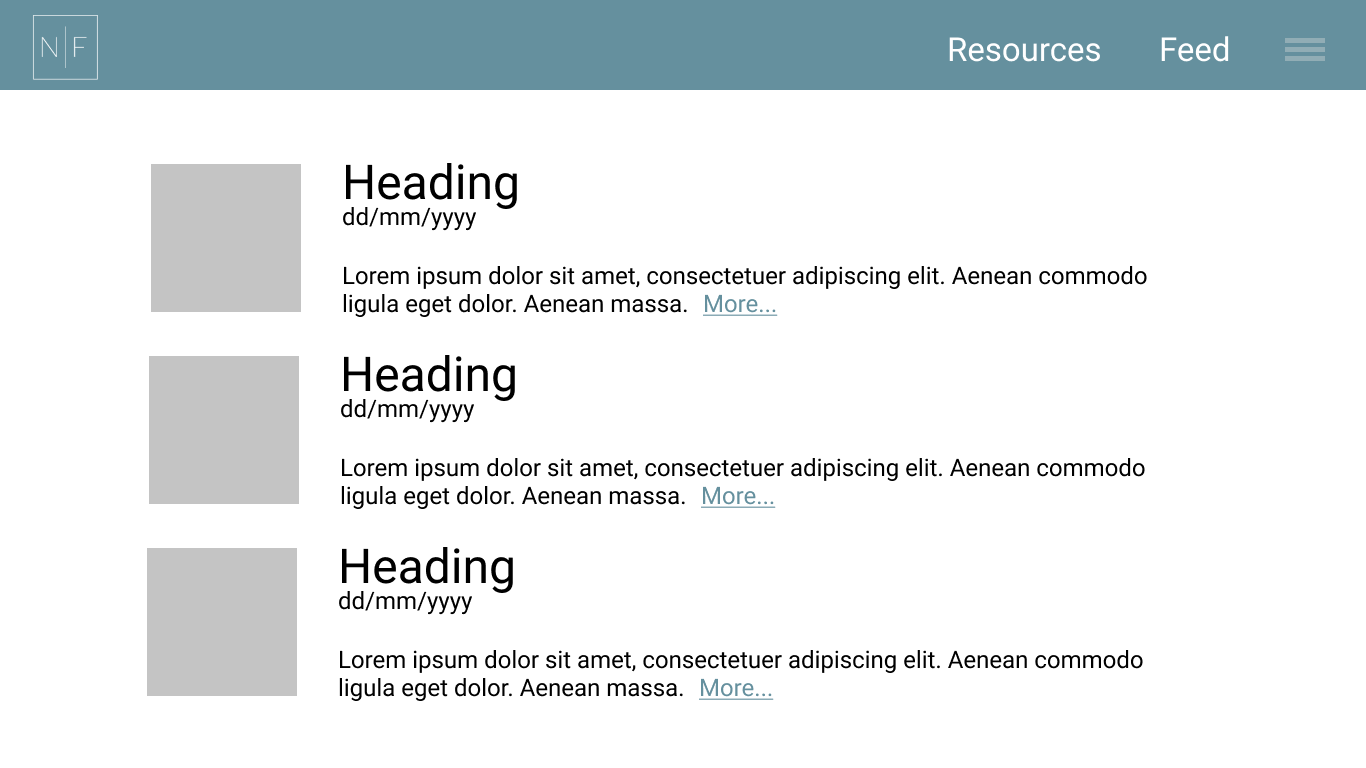 N|F
Resources Feed
Heading
dd/mm/yyyy
Lorem ipsum dolor sit amet, consectetuer adipiscing elit. Aenean commodo
ligula eget dolor. Aenean massa. More...
Heading
dd/mm/yyyy
Lorem ipsum dolor sit amet, consectetuer adipiscing elit. Aenean commodo
ligula eget dolor. Aenean massa. More...
Heading
dd/mm/yyyy
Lorem ipsum dolor sit amet, consectetuer adipiscing elit. Aenean commodo
ligula eget dolor. Aenean massa. More...